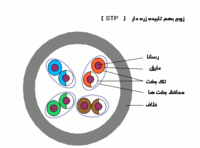 زوج بهم تابیده زره دار [ STP ]
رسانا
عایق
تک جفت
محافظ جفت ها
غلاف